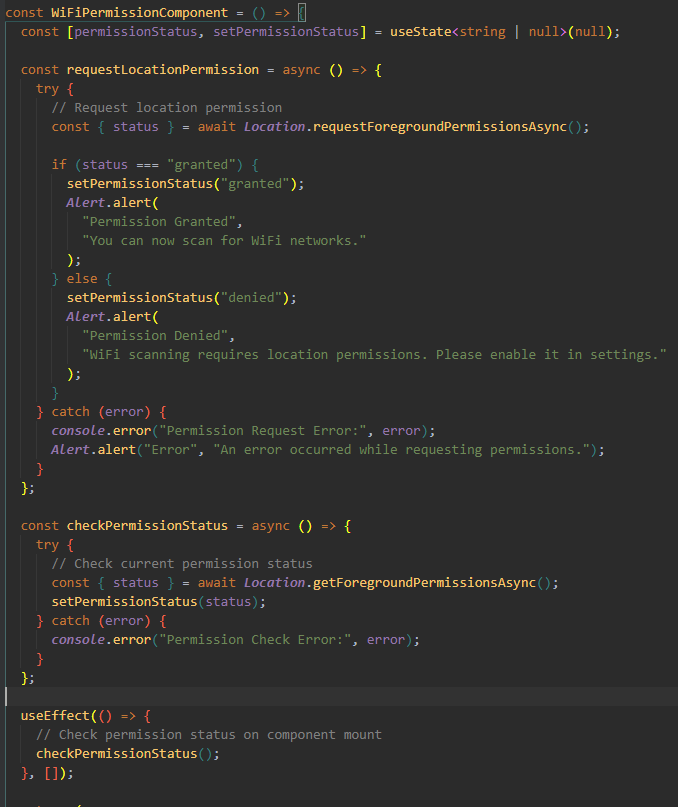 const WiFiPermissionComponent = () => {
  const [permissionStatus, setPermissionStatus] = useState<string | null>(null);

  const requestLocationPermission = async () => {
    try {
      // Request location permission
      const { status } = await Location.requestForegroundPermissionsAsync();

      if (status === "granted") {
        setPermissionStatus("granted");
        Alert.alert(
          "Permission Granted",
          "You can now scan for WiFi networks."
        );
      } else {
        setPermissionStatus("denied");
        Alert.alert(
          "Permission Denied",
          "WiFi scanning requires location permissions. Please enable it in settings."
        );
      }
    } catch (error) {
      console.error("Permission Request Error:", error);
      Alert.alert("Error", "An error occurred while requesting permissions.");
    }
  };

  const checkPermissionStatus = async () => {
    try {
      // Check current permission status
      const { status } = await Location.getForegroundPermissionsAsync();
      setPermissionStatus(status);
    } catch (error) {
      console.error("Permission Check Error:", error);
    }
  };

  useEffect(() => {
    // Check permission status on component mount
    checkPermissionStatus();
  }, []);